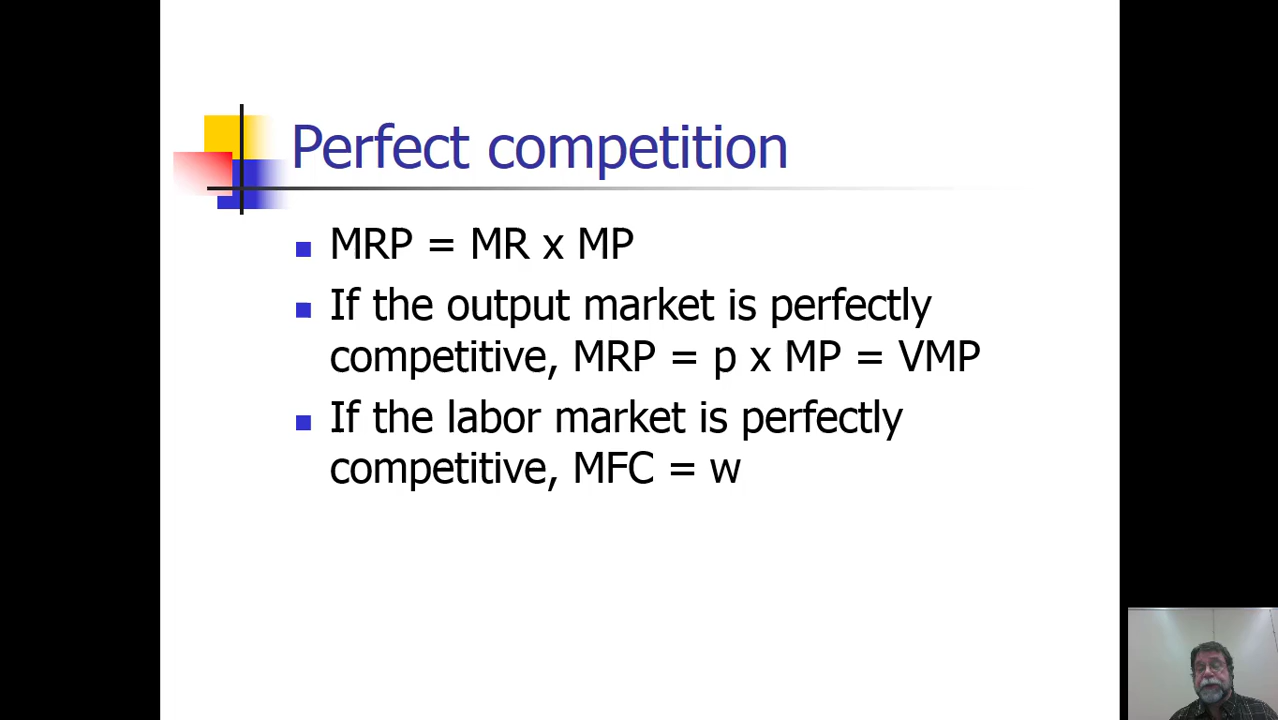 Perfect competition
MRP = MR x MP
If the output market is perfectly
competitive, MRP = p x MP = VMP
If the labor market is perfectly
competitive, MFC = w